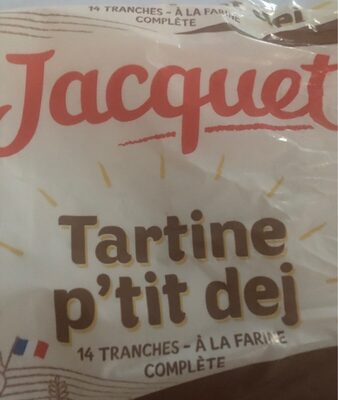 14 TRANCHES - À LA FARINE
COMPLÈTE
Jacquet
Tartine
p'tit dej
14 TRANCHES - À LA FARINE
COMPLÈTE